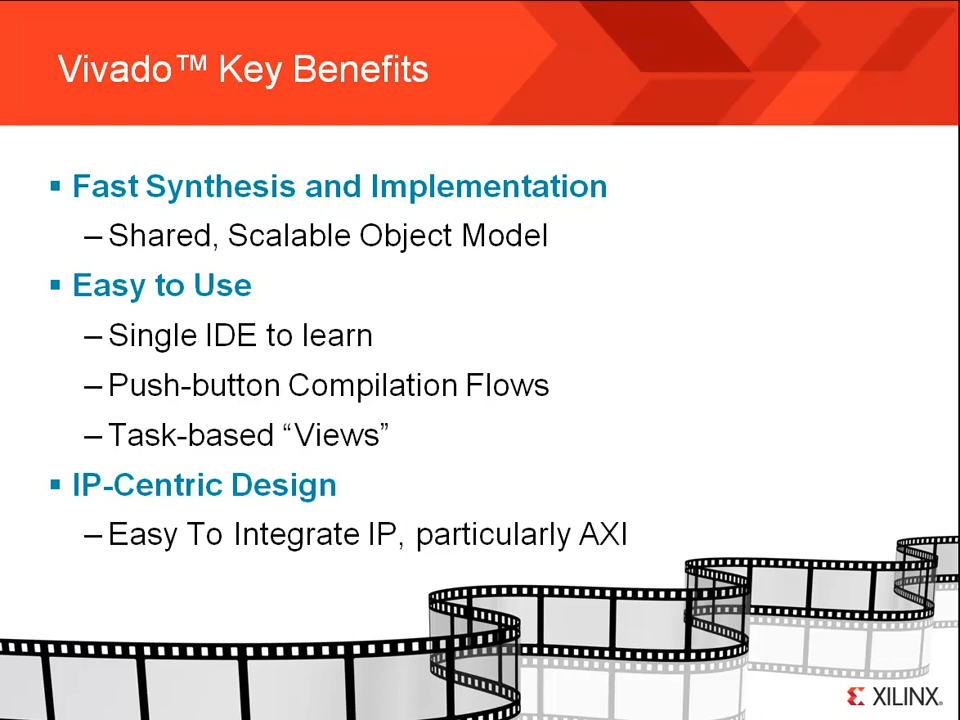 Vivado™ Key Benefits
▪ Fast Synthesis and Implementation
– Shared, Scalable Object Model
▪ Easy to Use
– Single IDE to learn
– Push-button Compilation Flows
– Task-based “Views”
▪ IP-Centric Design
– Easy To Integrate IP, particularly AXI
XILINX®